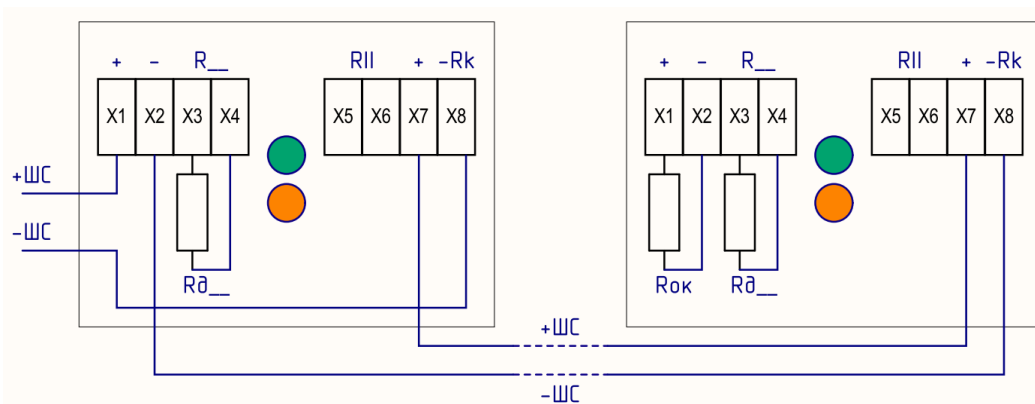 + - R__ RII + -Rk + - R__ RII + -Rk
X1 X2 X3 X4 X5 X6 X7 X8 X1 X2 X3 X4 X5 X6 X7 X8
+ШС
-ШС
Rд__ Rок Rд__
+ШС
-ШС